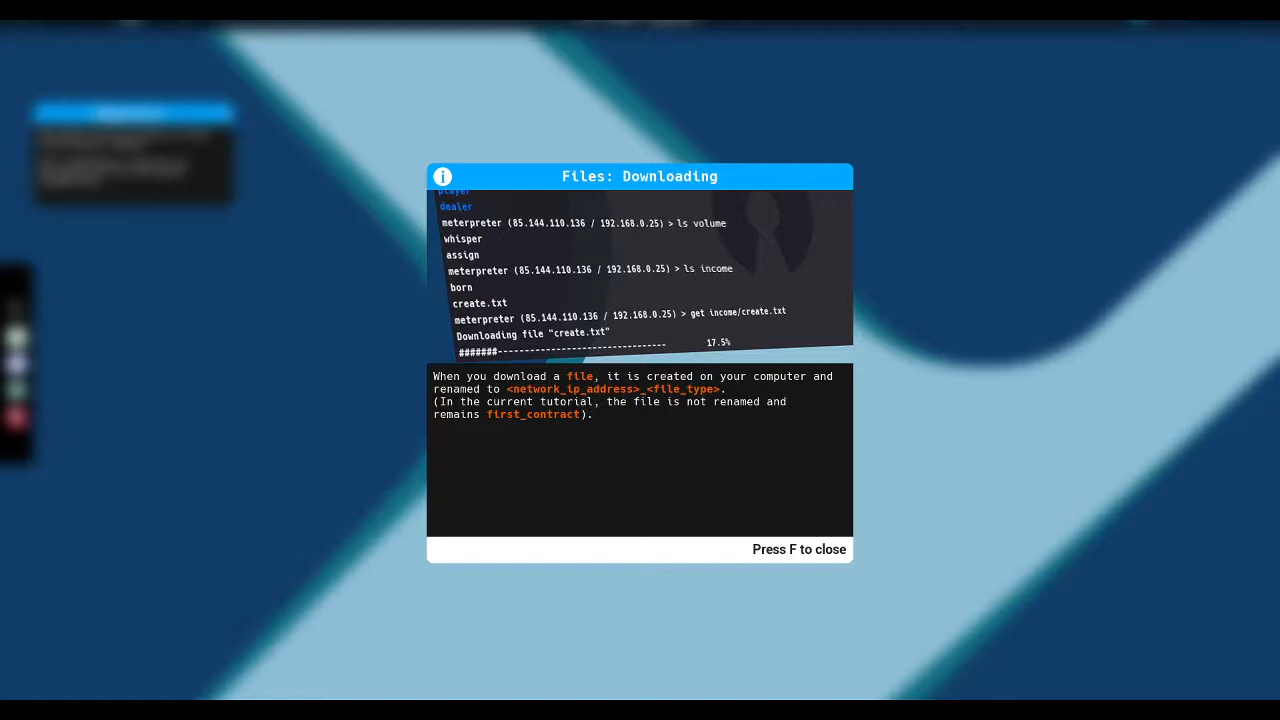 Files: Downloading
player
dealer
meterpreter (85.144.110.136 / 192.168.0.25) > ls volume
whisper
assign
meterpreter (85.144.110.136 / 192.168.0.25) > ls income
born
create.txt
meterpreter (85.144.110.136 / 192.168.0.25) > get income/create.txt
Downloading file "create.txt"
#######-------------------------------- 17.5%
When you download a file, it is created on your computer and
renamed to <network_ip_address>_<file_type>.
(In the current tutorial, the file is not renamed and
remains first_contract).
Press F to close